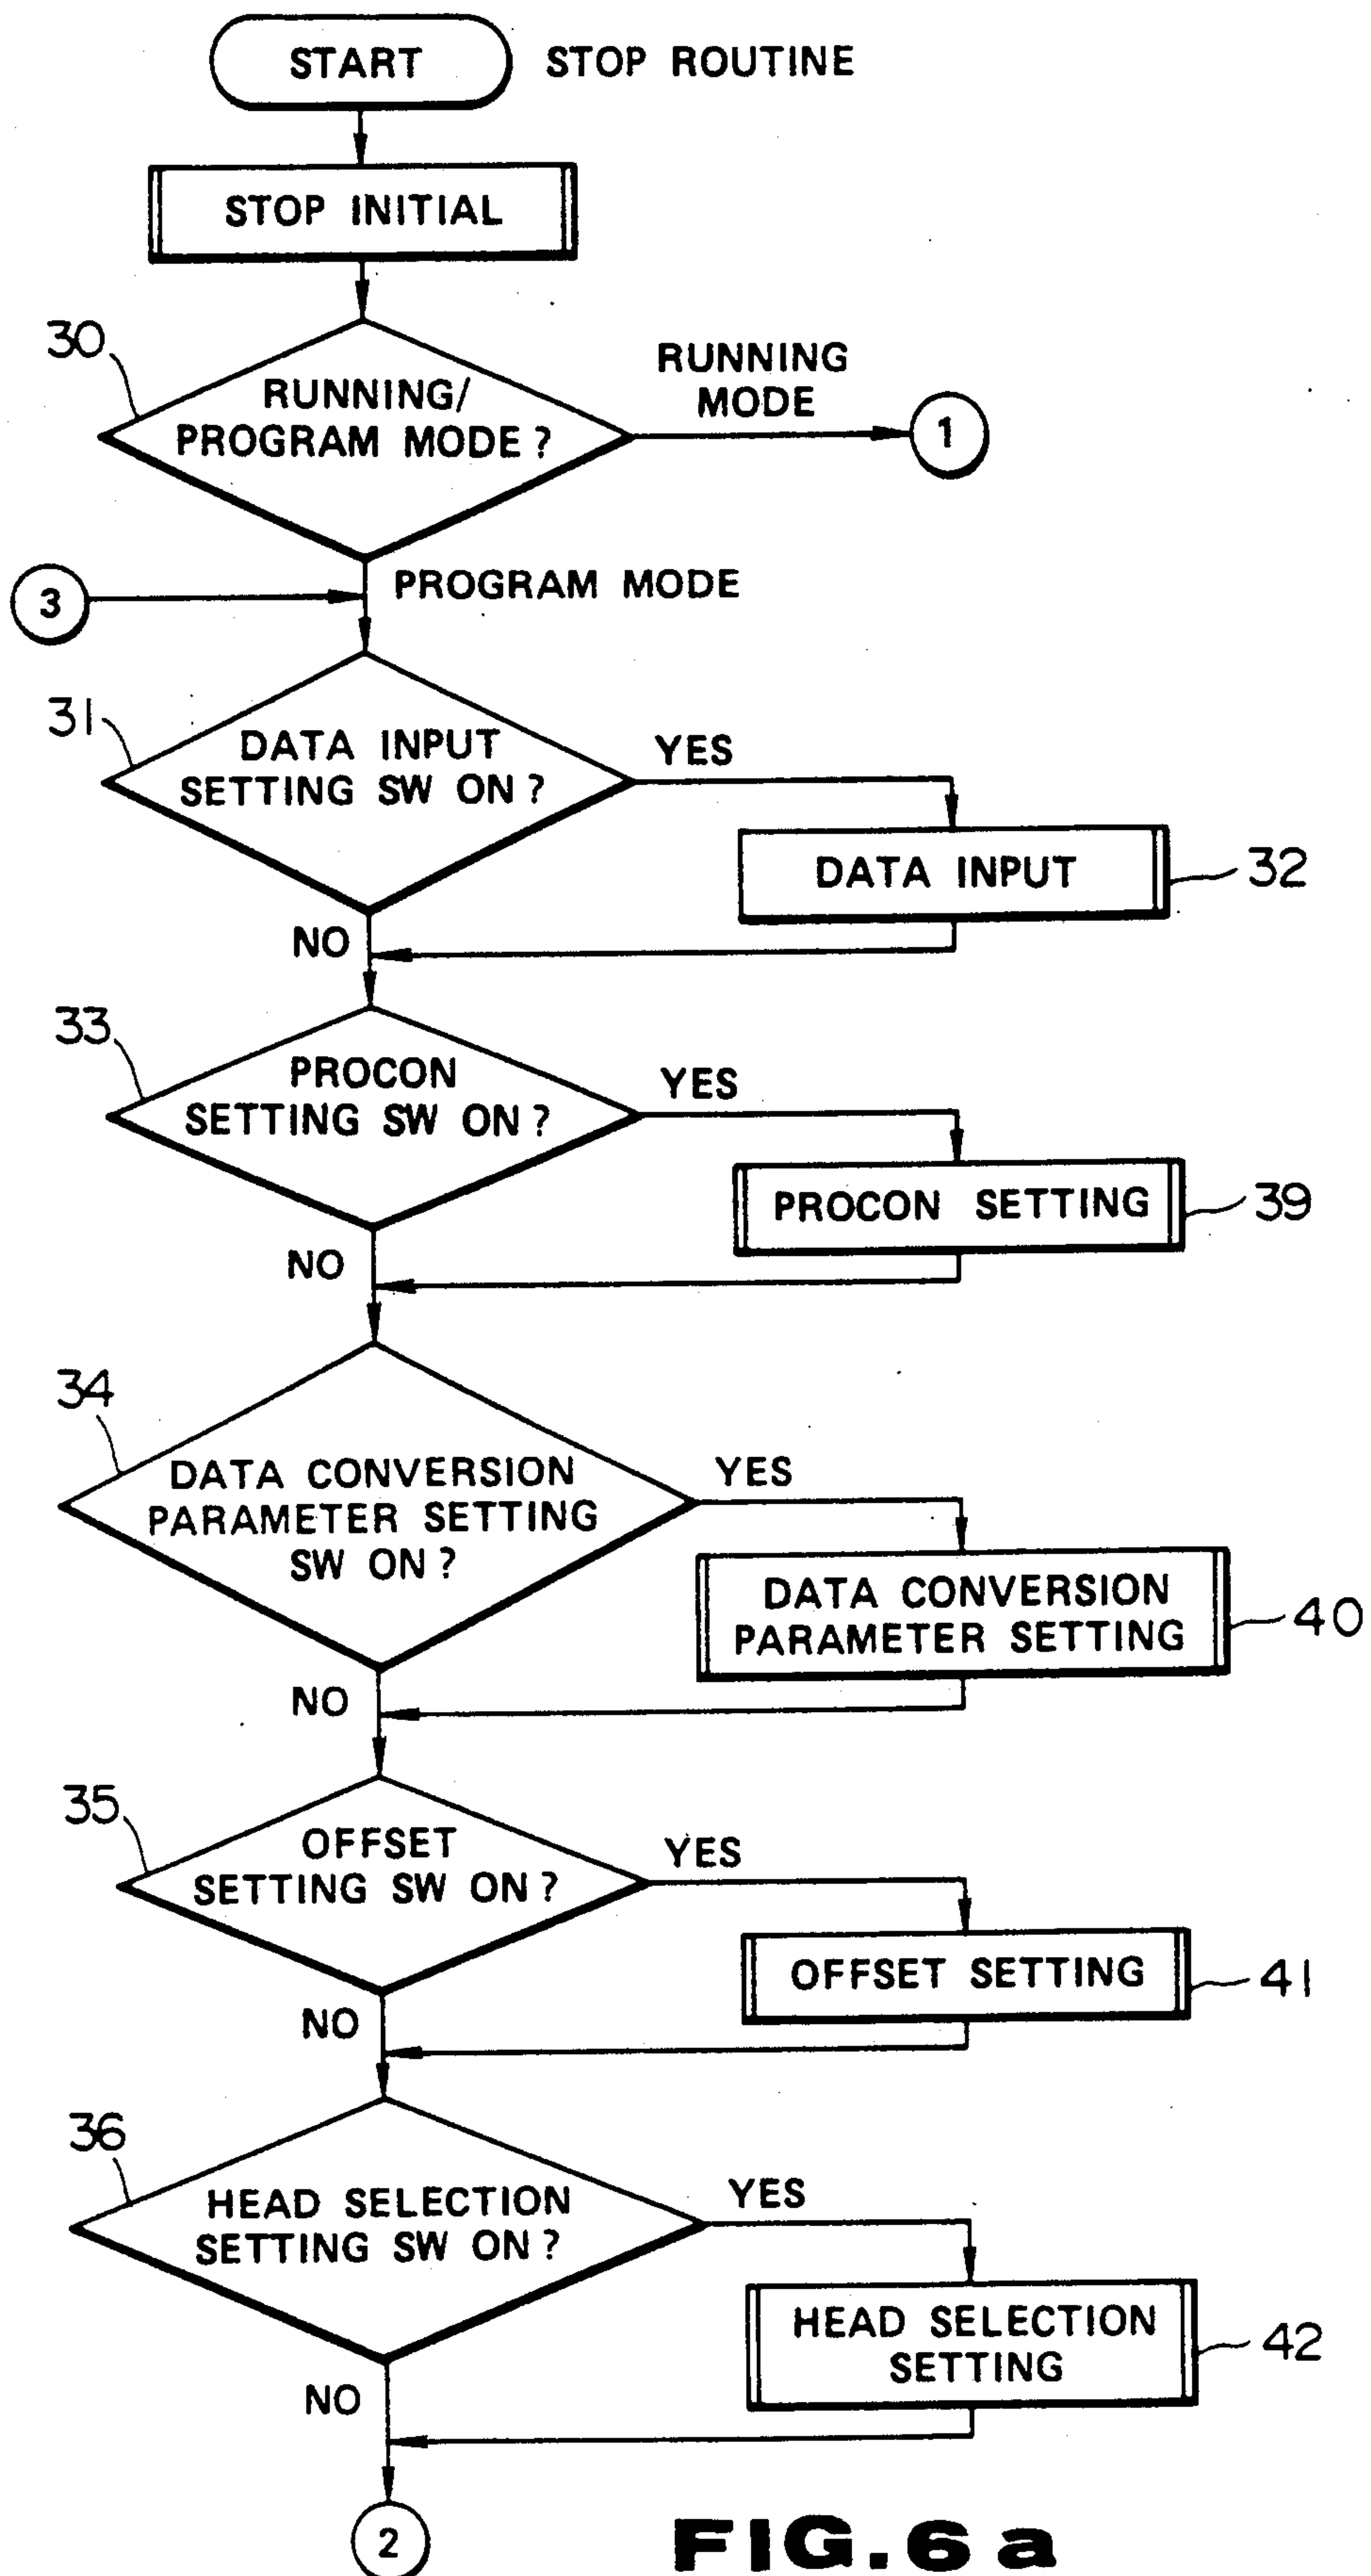 START
STOP ROUTINE
STOP INITIAL
30
RUNNING/
PROGRAM MODE?
RUNNING
MODE
1
3
PROGRAM MODE
31
DATA INPUT
SETTING SW ON?
YES
DATA INPUT
32
NO
33
PROCON
SETTING SW ON?
YES
PROCON SETTING
39
NO
34
DATA CONVERSION
PARAMETER SETTING
SW ON?
YES
DATA CONVERSION
PARAMETER SETTING
40
NO
35
OFFSET
SETTING SW ON?
YES
OFFSET SETTING
41
NO
36
HEAD SELECTION
SETTING SW ON?
YES
HEAD SELECTION
SETTING
42
NO
2
FIG.6a